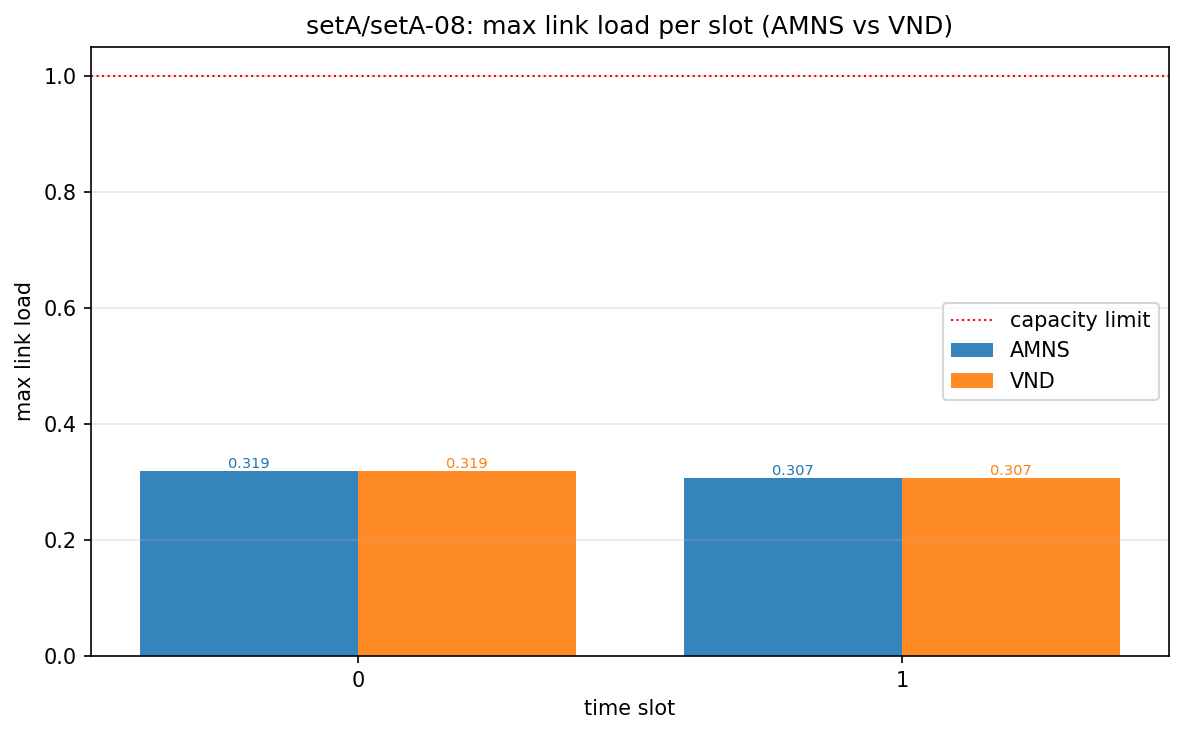 setA/setA-08: max link load per slot (AMNS vs VND)
max link load
1.0
0.8
0.6
0.4
0.2
0.0
capacity limit
AMNS
VND
0.319
0.319
0.307
0.307
0
1
time slot